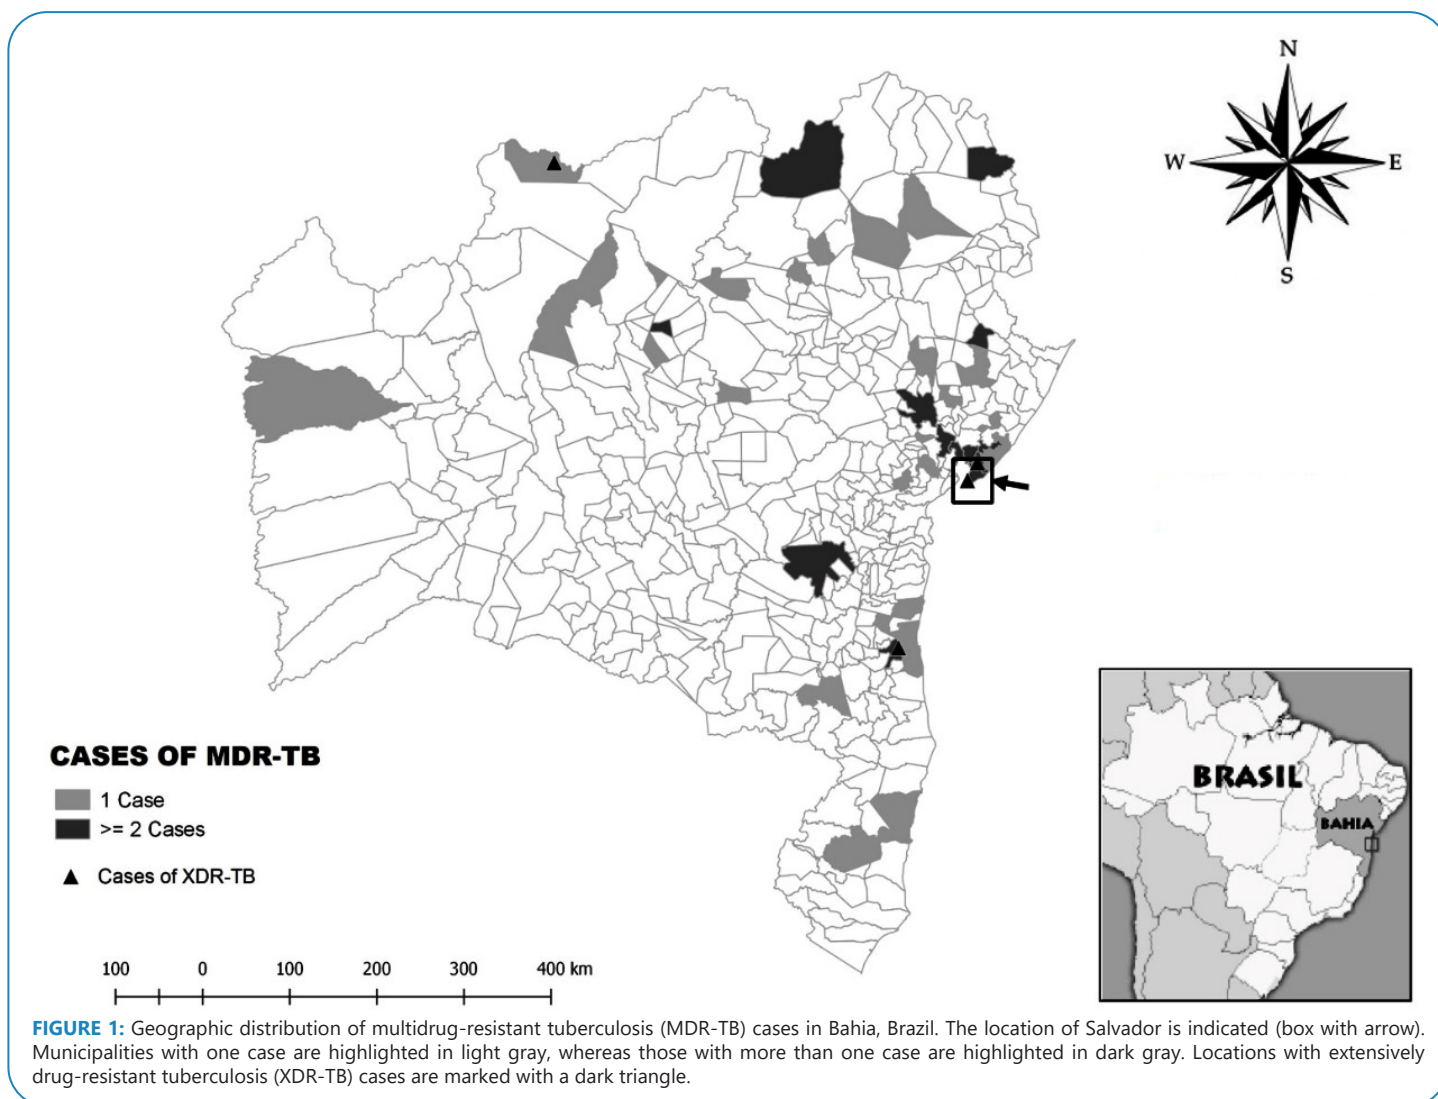 N
W E
S
CASES OF MDR-TB
1 Case
>= 2 Cases
Cases of XDR-TB
100 0 100 200 300 400 km
BRASIL
BAHIA
FIGURE 1: Geographic distribution of multidrug-resistant tuberculosis (MDR-TB) cases in Bahia, Brazil. The location of Salvador is indicated (box with arrow).
Municipalities with one case are highlighted in light gray, whereas those with more than one case are highlighted in dark gray. Locations with extensively
drug-resistant tuberculosis (XDR-TB) cases are marked with a dark triangle.